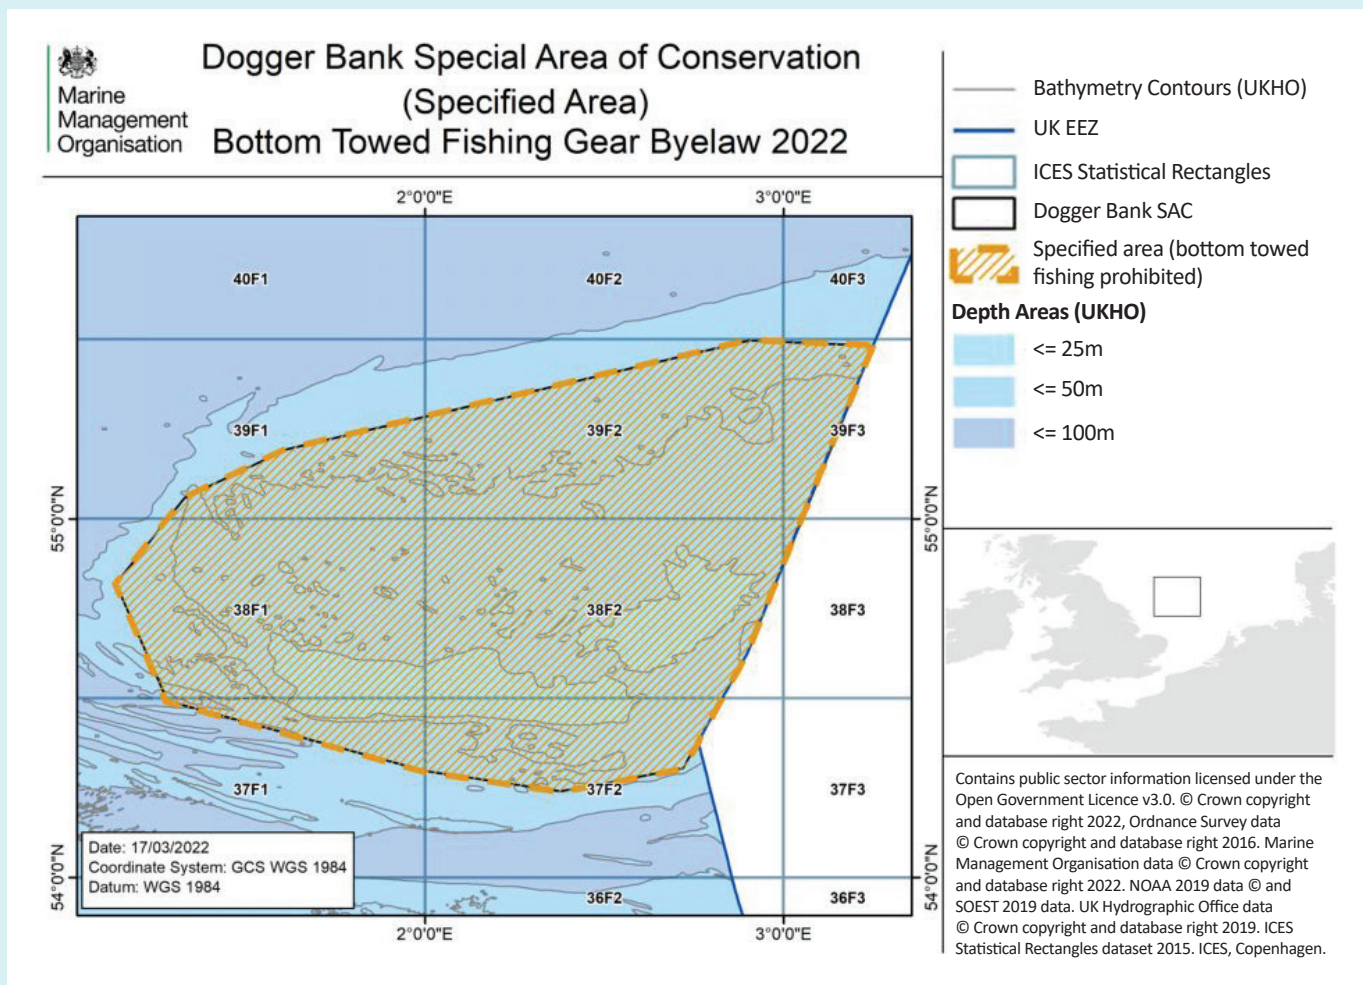 Marine
Management
Organisation
Dogger Bank Special Area of Conservation
(Specified Area)
Bottom Towed Fishing Gear Byelaw 2022
2°0'0"E
3°0'0"E
40F1
40F2
40F3
39F1
39F2
39F3
55°0'0"N
55°0'0"N
38F1
38F2
38F3
37F1
37F2
37F3
54°0'0"N
54°0'0"N
36F2
36F3
Date: 17/03/2022
Coordinate System: GCS WGS 1984
Datum: WGS 1984
2°0'0"E
3°0'0"E
Bathymetry Contours (UKHO)
UK EEZ
ICES Statistical Rectangles
Dogger Bank SAC
Specified area (bottom towed
fishing prohibited)
Depth Areas (UKHO)
<= 25m
<= 50m
<= 100m
Contains public sector information licensed under the
Open Government Licence v3.0. © Crown copyright
and database right 2022, Ordnance Survey data
© Crown copyright and database right 2016. Marine
Management Organisation data © Crown copyright
and database right 2022. NOAA 2019 data © and
SOEST 2019 data. UK Hydrographic Office data
© Crown copyright and database right 2019. ICES
Statistical Rectangles dataset 2015. ICES, Copenhagen.